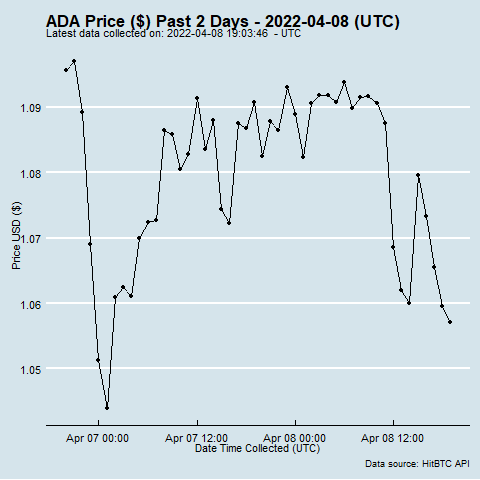 ADA Price ($) Past 2 Days - 2022-04-08 (UTC)
Latest data collected on: 2022-04-08 19:03:46  - UTC
1.09
1.08
1.07
1.06
1.05
Price USD ($)
Apr 07 00:00
Apr 07 12:00
Apr 08 00:00
Apr 08 12:00
Date Time Collected (UTC)
Data source: HitBTC API